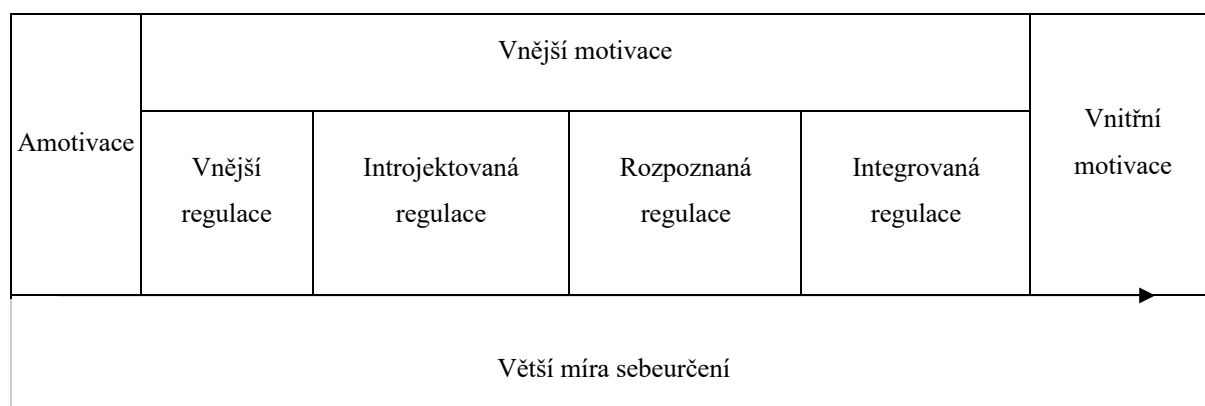 Vnější motivace
Amotivace
Vnější
regulace
Introjektovaná
regulace
Rozpoznaná
regulace
Integrovaná
regulace
Vnitřní
motivace
Větší míra sebeurčení